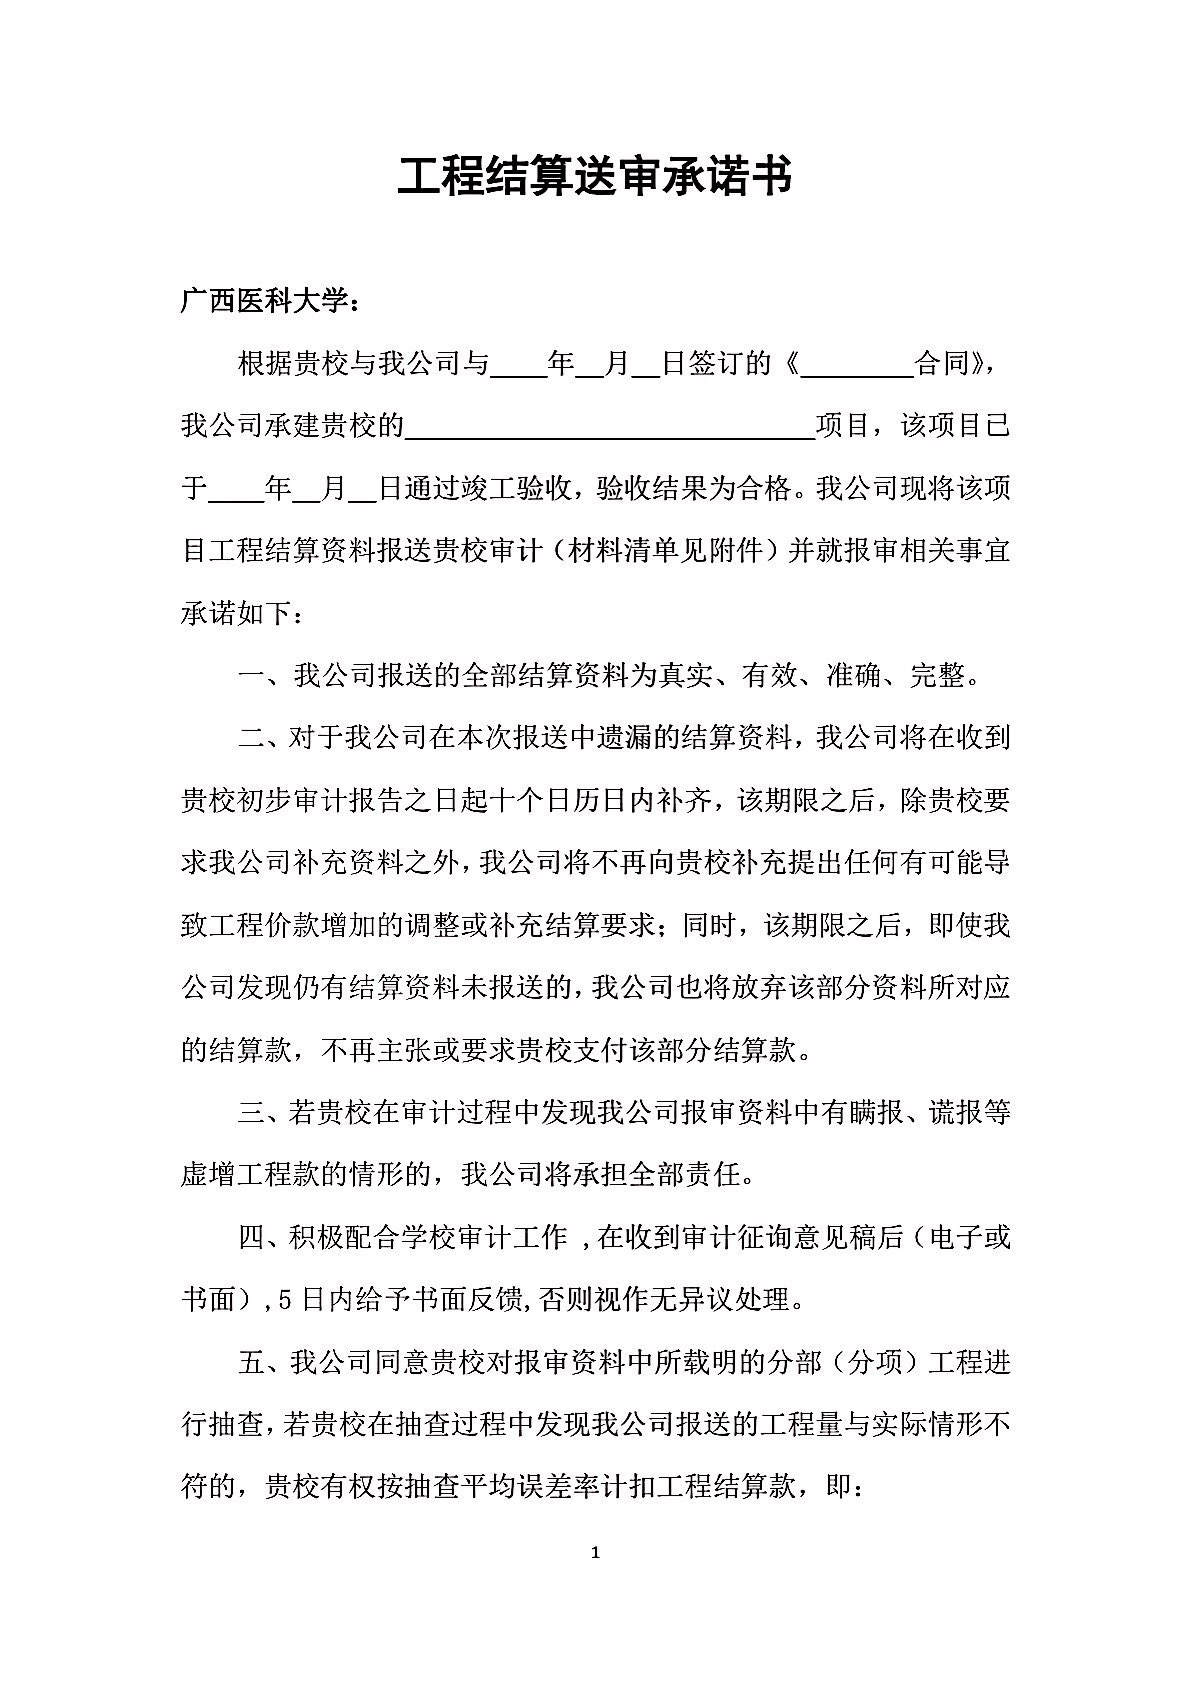 工程结算送审承诺书
广西医科大学：
根据贵校与我公司与____年__月__日签订的《________合同》，
我公司承建贵校的____________________________项目，该项目已
于____年__月__日通过竣工验收，验收结果为合格。我公司现将该项
目工程结算资料报送贵校审计（材料清单见附件）并就报审相关事宜
承诺如下：
一、我公司报送的全部结算资料为真实、有效、准确、完整。
二、对于我公司在本次报送中遗漏的结算资料，我公司将在收到
贵校初步审计报告之日起十个日历日内补齐，该期限之后，除贵校要
求我公司补充资料之外，我公司将不再向贵校补充提出任何有可能导
致工程价款增加的调整或补充结算要求；同时，该期限之后，即使我
公司发现仍有结算资料未报送的，我公司也将放弃该部分资料所对应
的结算款，不再主张或要求贵校支付该部分结算款。
三、若贵校在审计过程中发现我公司报审资料中有瞒报、谎报等
虚增工程款的情形的，我公司将承担全部责任。
四、积极配合学校审计工作 ,在收到审计征询意见稿后（电子或
书面）,5 日内给予书面反馈,否则视作无异议处理。
五、我公司同意贵校对报审资料中所载明的分部（分项）工程进
行抽查，若贵校在抽查过程中发现我公司报送的工程量与实际情形不
符的，贵校有权按抽查平均误差率计扣工程结算款，即：
1